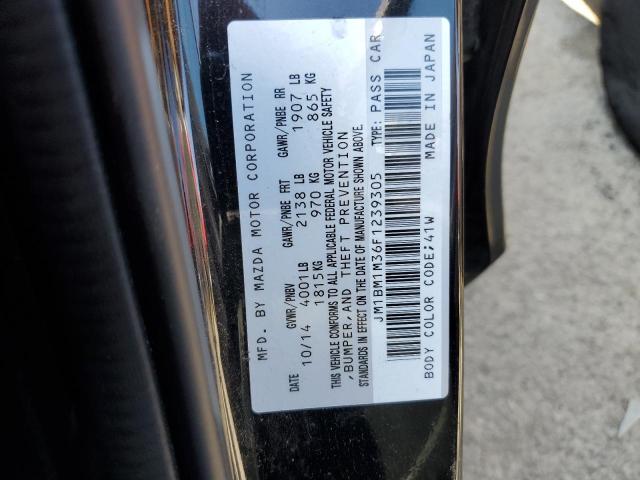 MFD. BY MAZDA MOTOR CORPORATION
DATE GVWR/PNBV GAWR/PNBE FRT GAWR/PNBE RR
10/14 4001LB 2138 LB 1907 LB
1815KG 970 KG 865 KG
THIS VEHICLE CONFORMS TO ALL APPLICABLE FEDERAL MOTOR VEHICLE SAFETY
,BUMPER,AND THEFT PREVENTION
STANDARDS IN EFFECT ON THE DATE OF MANUFACTURE SHOWN ABOVE.
JM1BM1M36F1239305 TYPE: PASS CAR
BODY COLOR CODE;41W MADE IN JAPAN